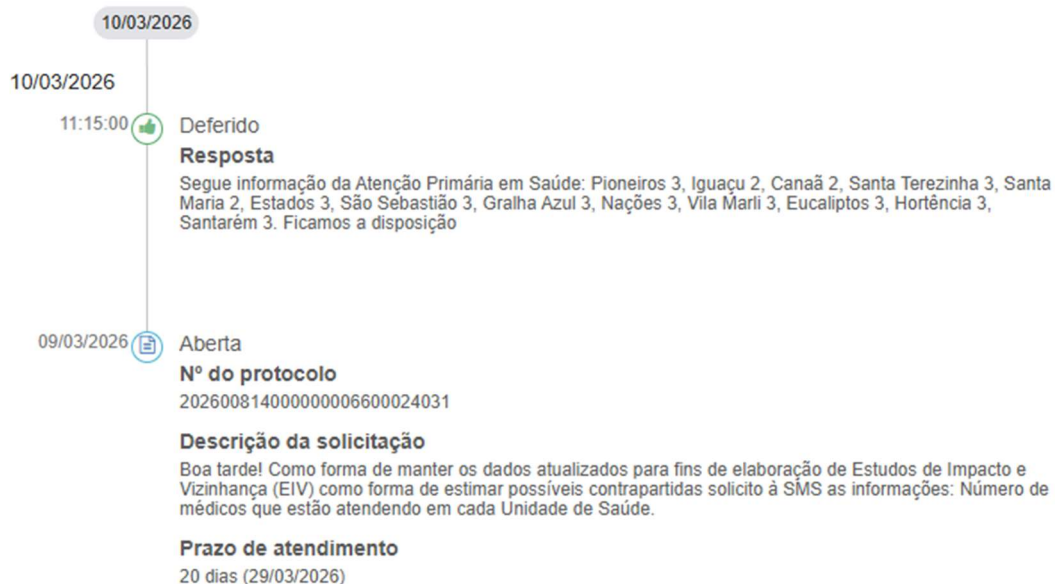 10/03/2026
10/03/2026
11:15:00
Deferido
Resposta
Segue informação da Atenção Primária em Saúde: Pioneiros 3, Iguaçu 2, Canaã 2, Santa Terezinha 3, Santa
Maria 2, Estados 3, São Sebastião 3, Gralha Azul 3, Nações 3, Vila Marli 3, Eucaliptos 3, Hortência 3,
Santarém 3. Ficamos a disposição
09/03/2026
Aberta
Nº do protocolo
202600814000000006600024031
Descrição da solicitação
Boa tarde! Como forma de manter os dados atualizados para fins de elaboração de Estudos de Impacto e
Vizinhança (EIV) como forma de estimar possíveis contrapartidas solicito à SMS as informações: Número de
médicos que estão atendendo em cada Unidade de Saúde.
Prazo de atendimento
20 dias (29/03/2026)